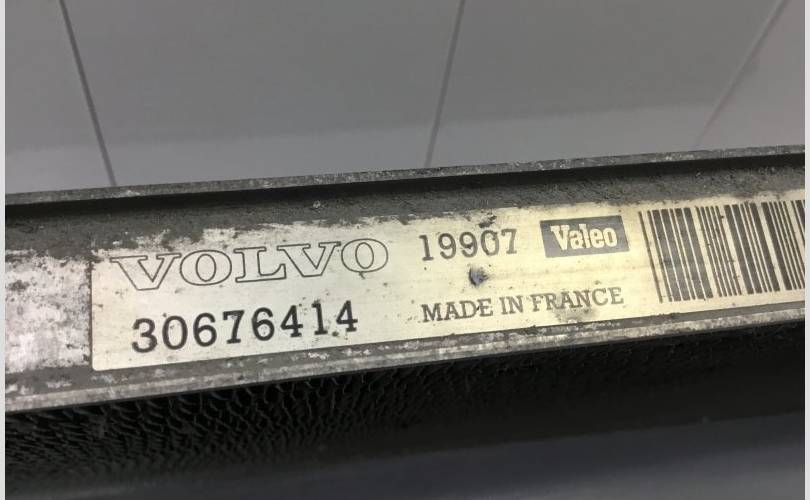 VOLVO 19907 Valeo
30676414 MADE IN FRANCE